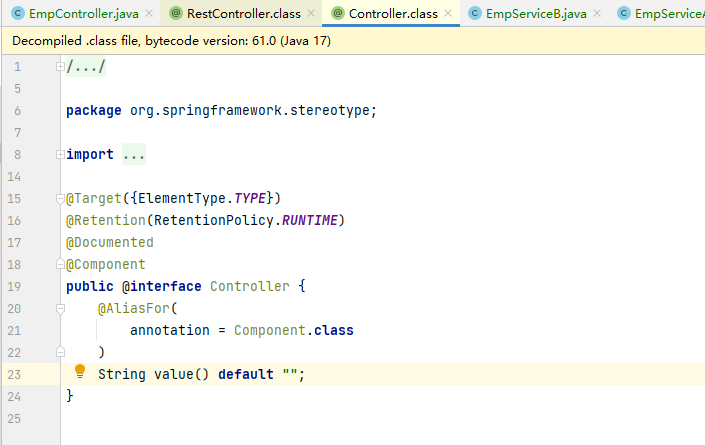 EmpController.java RestController.class Controller.class EmpServiceB.java EmpServiceA
Decompiled .class file, bytecode version: 61.0 (Java 17)
1 /.../
5
6 package org.springframework.stereotype;
7
8 import ...
14
15 @Target({ElementType.TYPE})
16 @Retention(RetentionPolicy.RUNTIME)
17 @Documented
18 @Component
19 public @interface Controller {
20 @AliasFor(
21 annotation = Component.class
22 )
23 String value() default "";
24 }
25